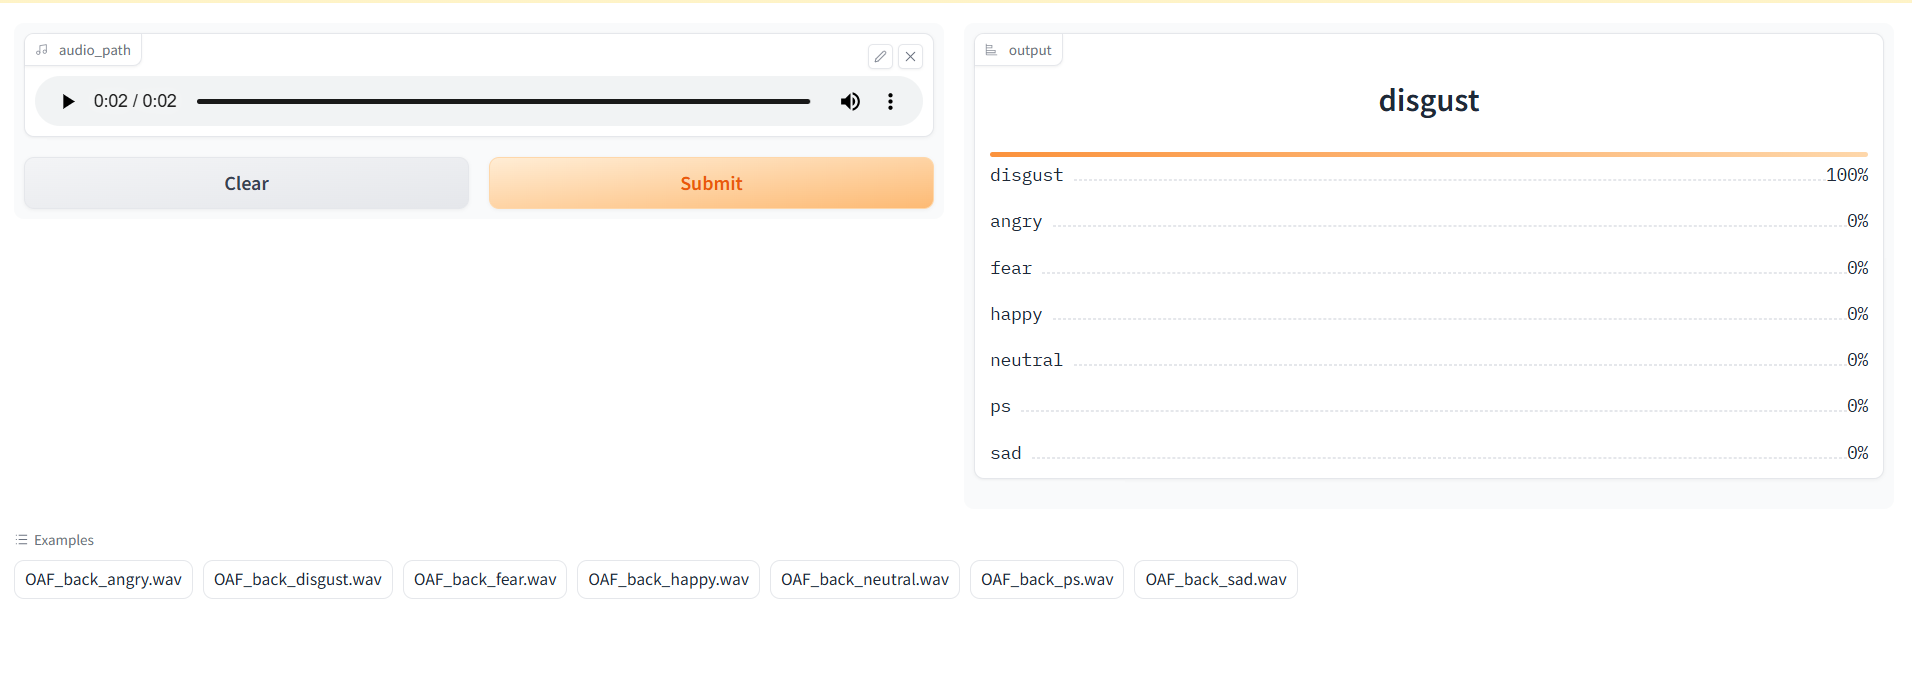 audio_path
0:02 / 0:02
Clear
Submit
output
disgust
disgust 100%
angry 0%
fear 0%
happy 0%
neutral 0%
ps 0%
sad 0%
Examples
OAF_back_angry.wav OAF_back_disgust.wav OAF_back_fear.wav OAF_back_happy.wav OAF_back_neutral.wav OAF_back_ps.wav OAF_back_sad.wav